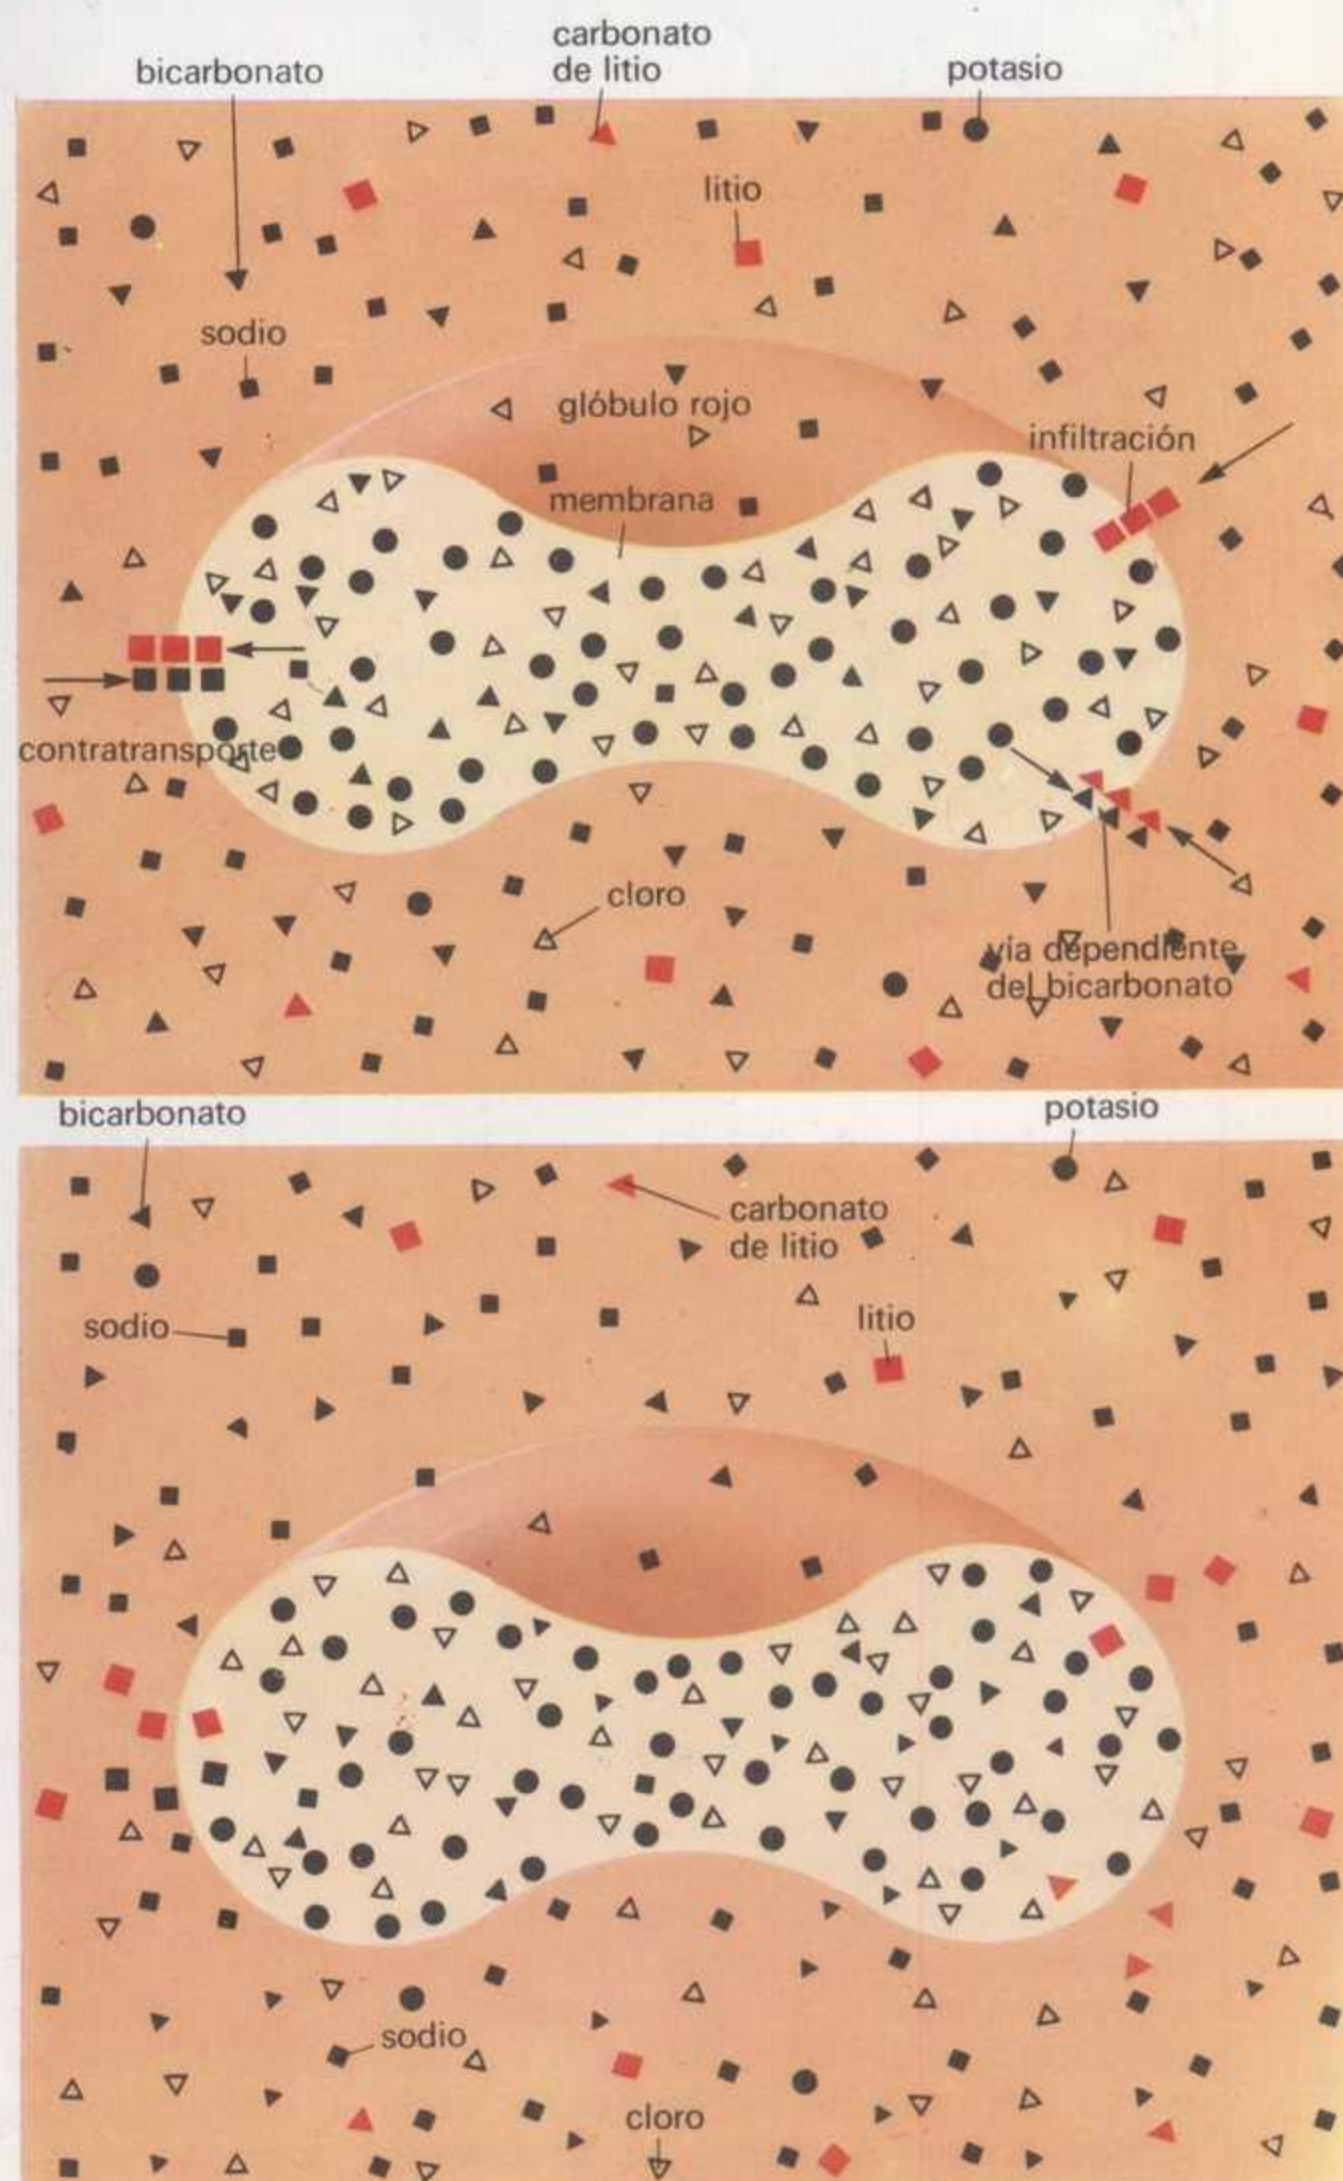 bicarbonato
carbonato
de litio
potasio
litio
sodio
glóbulo rojo
infiltración
membrana
contratransporte
cloro
via dependiente
del bicarbonato
bicarbonato
potasio
carbonato
de litio
litio
sodio
sodio
cloro